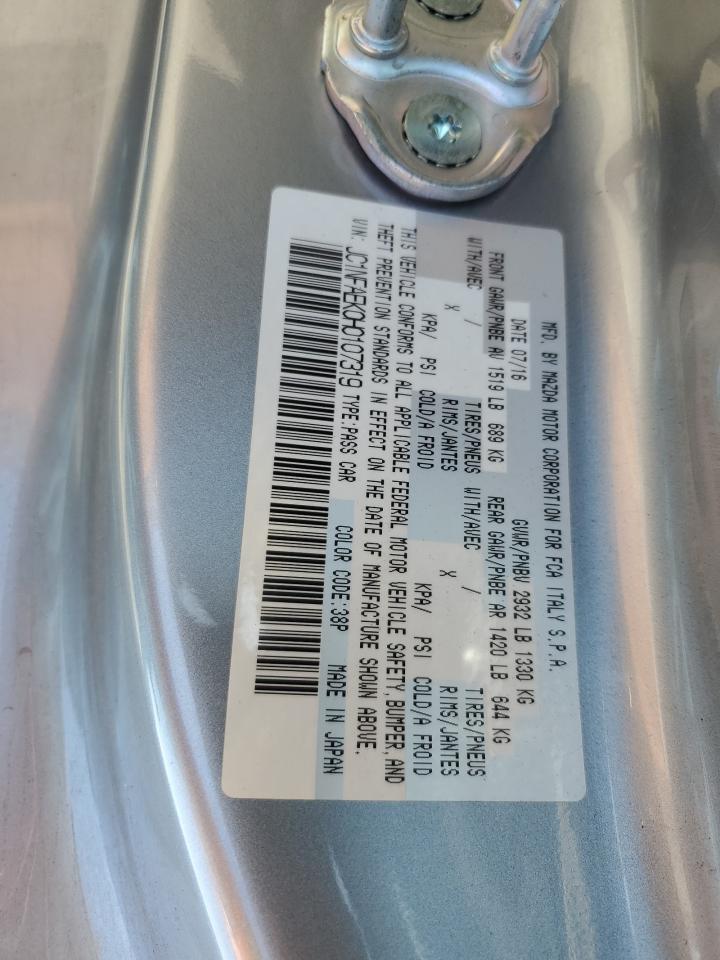 MFD. BY MAZDA MOTOR CORPORATION FOR FCA ITALY S.P.A.
DATE 07/16 GVWR/PNBV 2932 LB 1330 KG
FRONT GAWR/PNBE AV 1519 LB 689 KG REAR GAWR/PNBE AR 1420 LB 644 KG
WITH/AVEC / TIRES/PNEUS WITH/AVEC / TIRES/PNEUS
X RIMS/JANTES X RIMS/JANTES
KPA/ PSI COLD/A FROID KPA/ PSI COLD/A FROID
THIS VEHICLE CONFORMS TO ALL APPLICABLE FEDERAL MOTOR VEHICLE SAFETY, BUMPER, AND
THEFT PREVENTION STANDARDS IN EFFECT ON THE DATE OF MANUFACTURE SHOWN ABOVE.
VIN: JC1NFAEK0H0107319 TYPE:PASS CAR COLOR CODE:38P MADE IN JAPAN